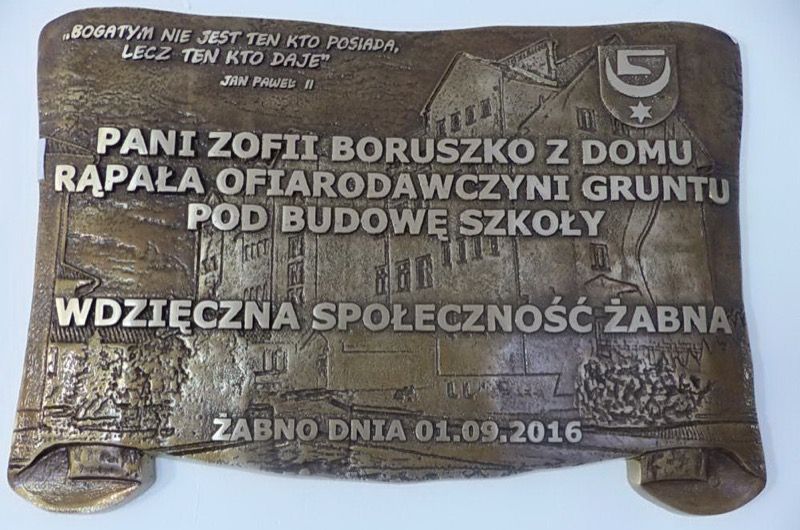 „BOGATYM NIE JEST TEN KTO POSIADA,
LECZ TEN KTO DAJE"
JAN PAWEŁ II
PANI ZOFII BORUSZKO Z DOMU
RĄPAŁA OFIARODAWCZYNI GRUNTU
POD BUDOWĘ SZKOŁY
WDZIĘCZNA SPOŁECZNOŚĆ ŻABNA
ŻABNO DNIA 01.09.2016